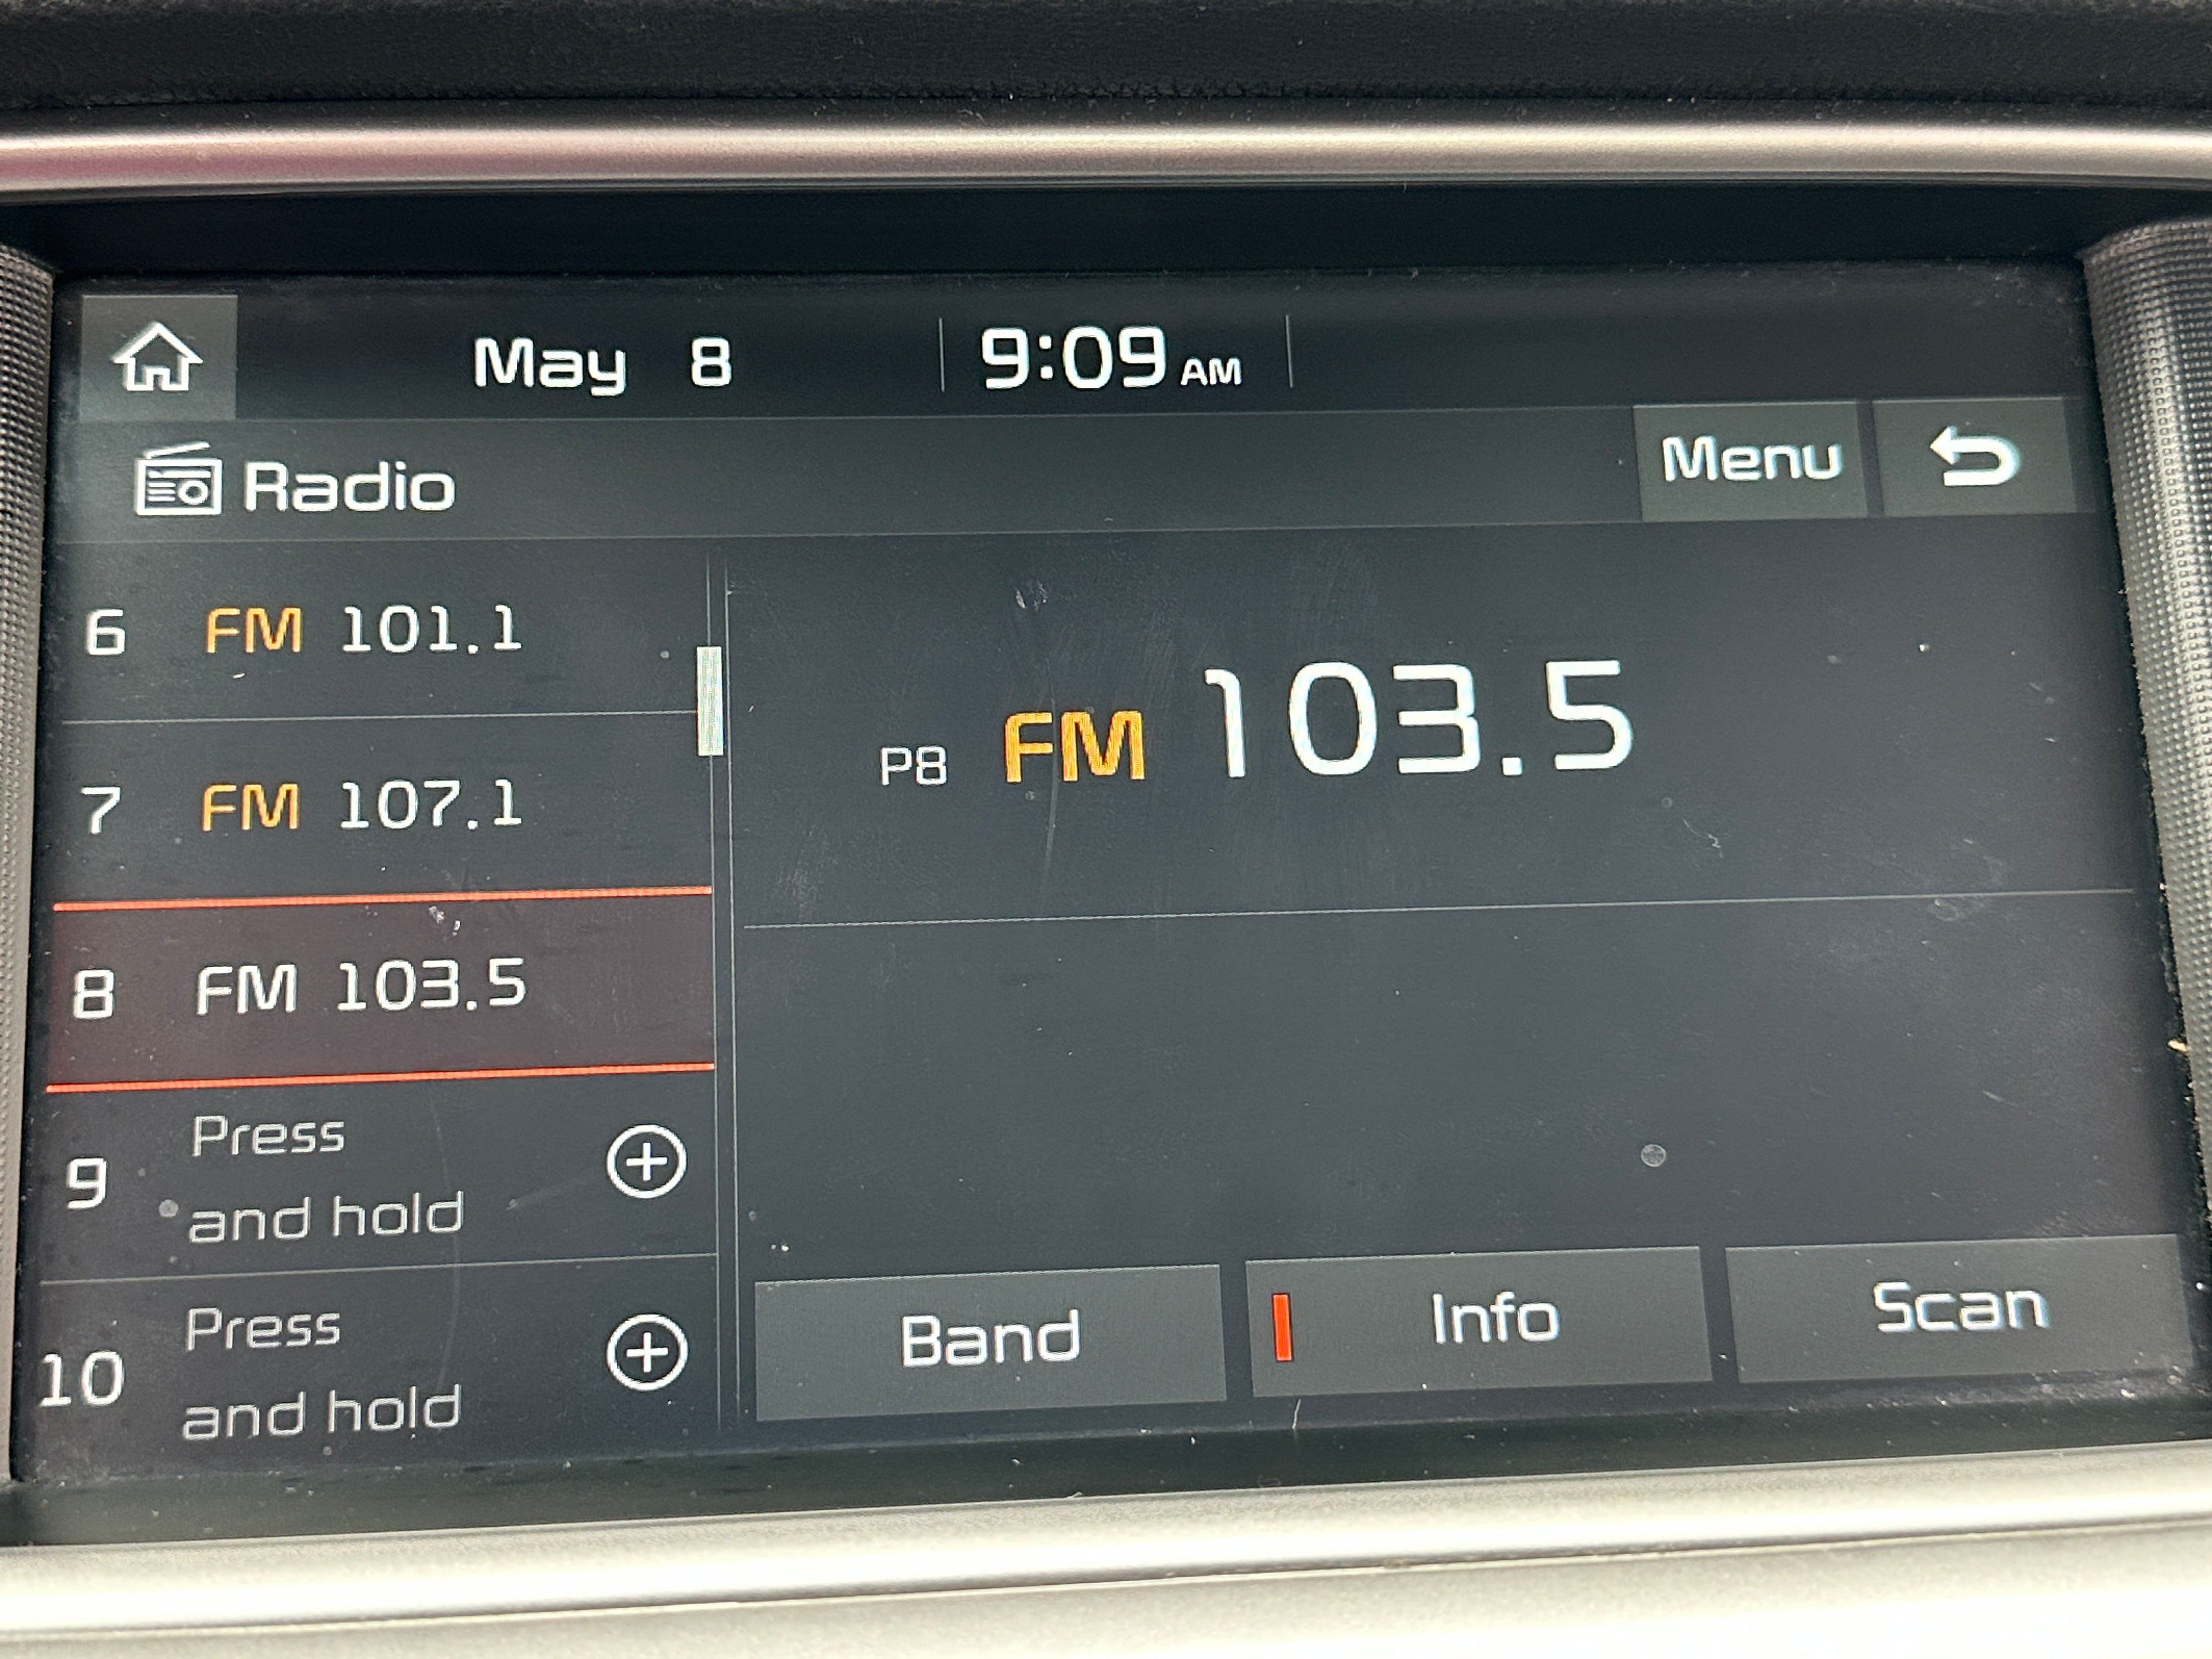 May 8 9:09 AM
Radio Menu
6 FM 101.1
7 FM 107.1
8 FM 103.5
9 Press
and hold
10 Press
and hold
P8 FM 103.5
Band Info Scan